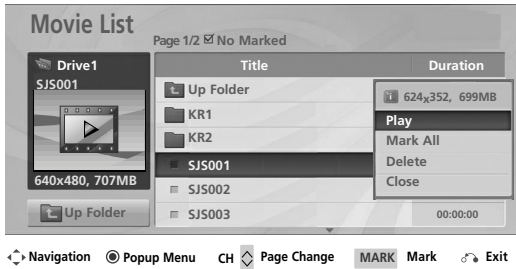 Movie List
Page 1/2 ☑ No Marked
Drive1
SJS001
640x480, 707MB
Up Folder
Title
Duration
Up Folder
KR1
KR2
SJS001
SJS002
SJS003
00:00:00
624x352, 699MB
Play
Mark All
Delete
Close
Navigation
Popup Menu
CH Page Change
MARK Mark
Exit